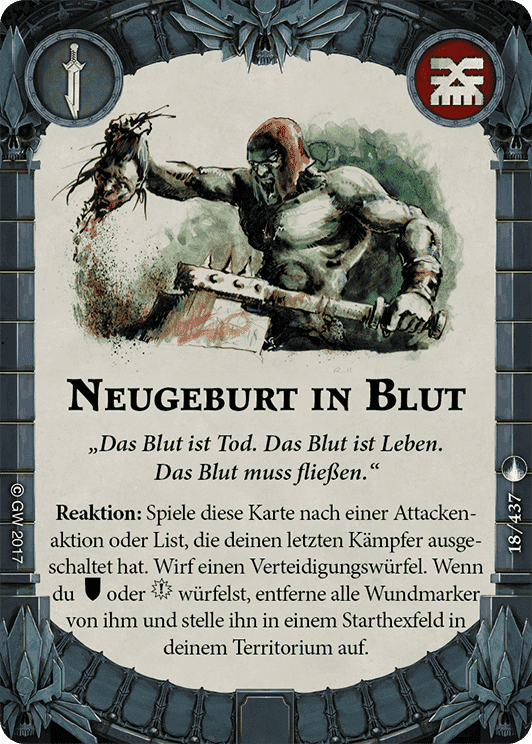 Neugeburt in Blut
„Das Blut ist Tod. Das Blut ist Leben.
Das Blut muss fließen.“
Reaktion: Spiele diese Karte nach einer Attacken-
aktion oder List, die deinen letzten Kämpfer ausge-
schaltet hat. Wirf einen Verteidigungswürfel. Wenn
du oder würfelst, entferne alle Wundmarker
von ihm und stelle ihn in einem Starthexfeld in
deinem Territorium auf.
© GW 2017
18/437